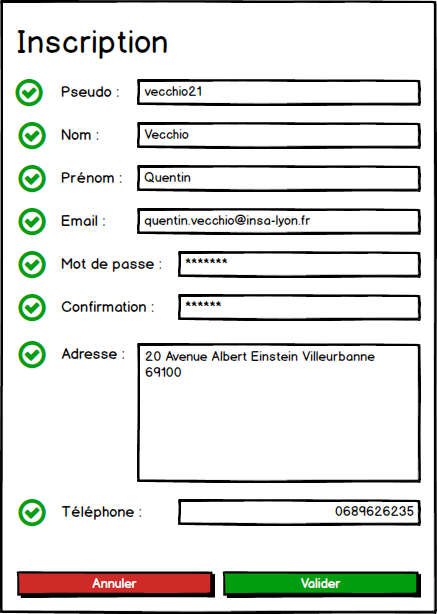 Inscription
Pseudo : vecchio21
Nom : Vecchio
Prénom : Quentin
Email : quentin.vecchio@insa-lyon.fr
Mot de passe : *******
Confirmation : ******
Adresse : 20 Avenue Albert Einstein Villeurbanne
69100
Téléphone : 0689626235
Annuler Valider